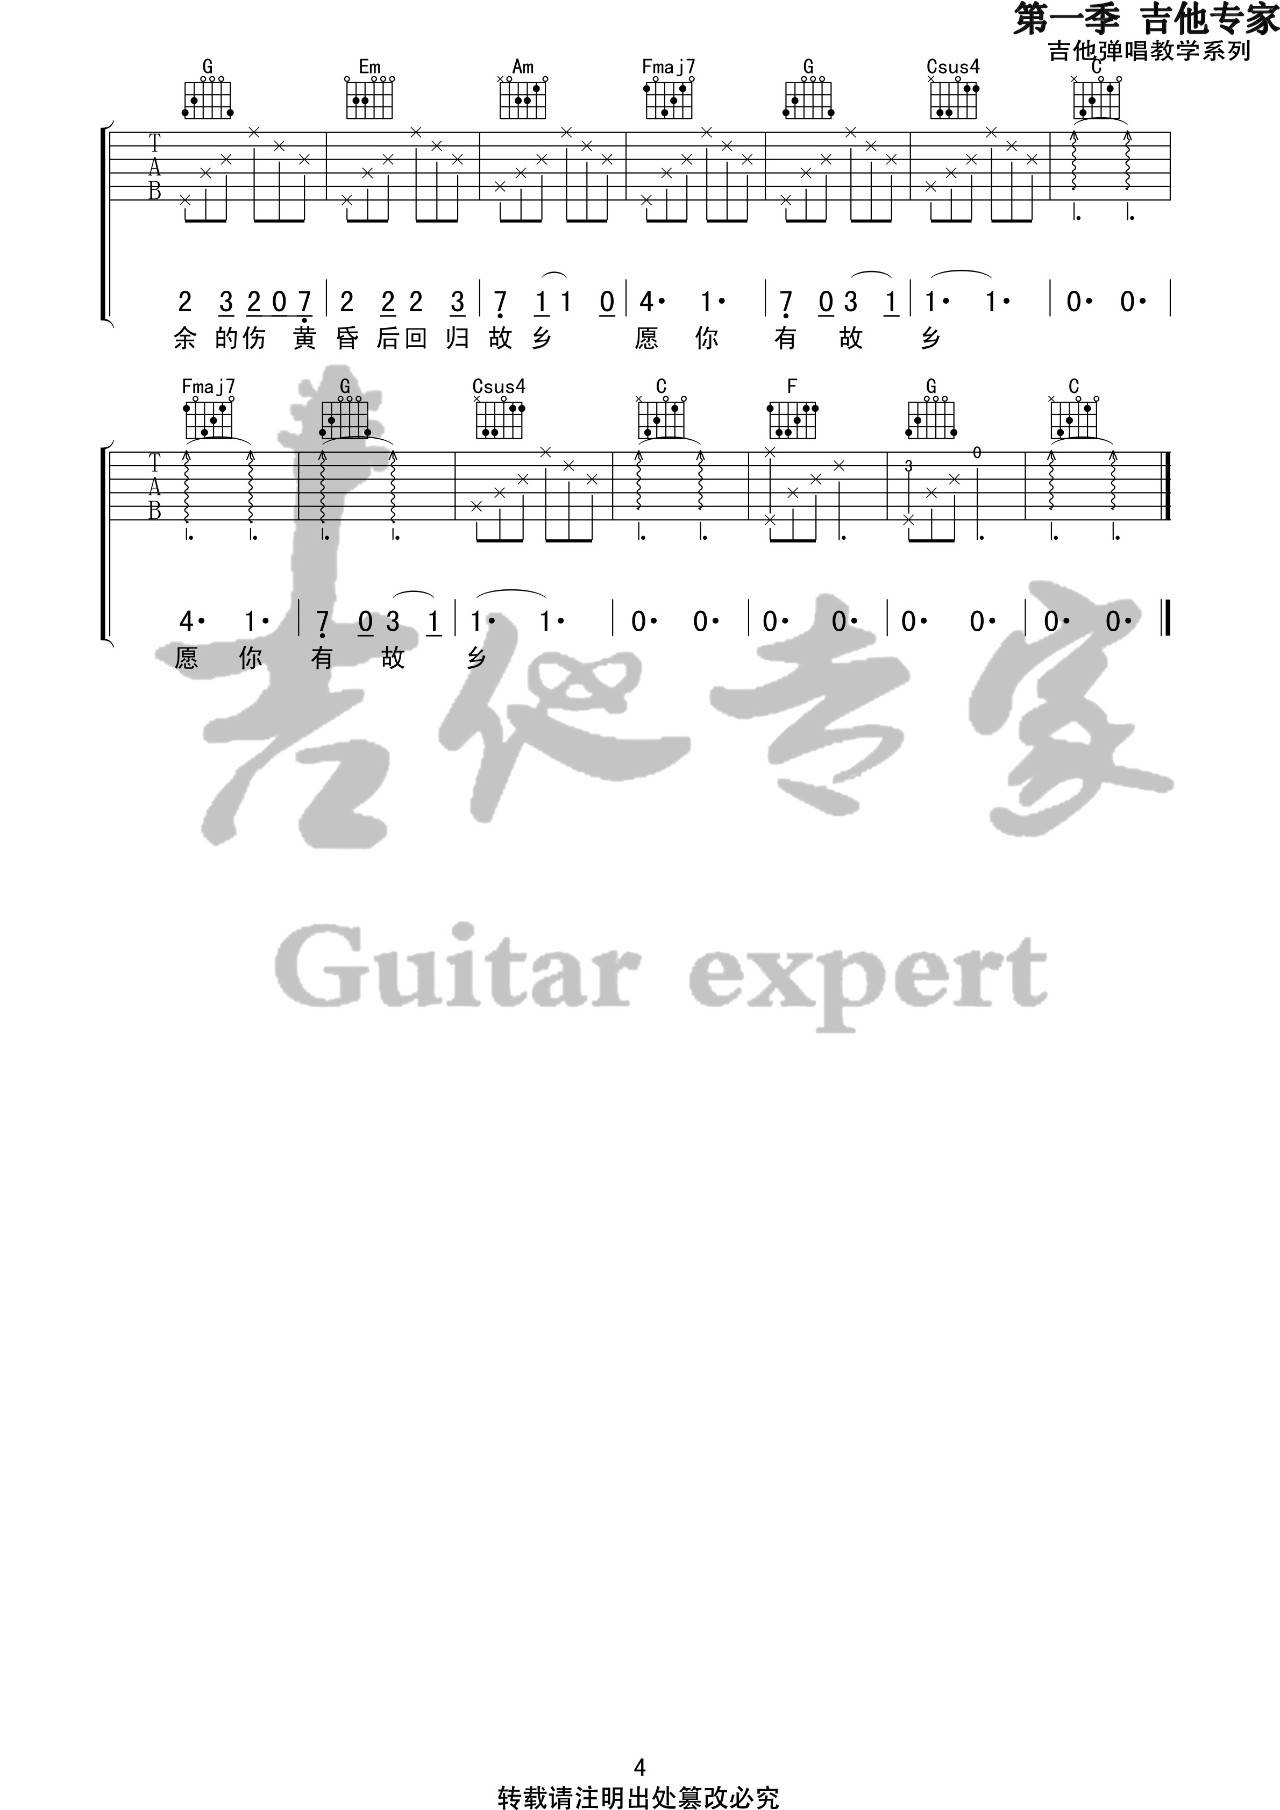 第一季 吉他专家
吉他弹唱教学系列
G Em Am Fmaj7 G Csus4 C
T
A
B
2 3 2 0 7 | 2 2 2 3 | 7 1 1 0 | 4· 1· | 7 0 3 1 | 1· 1· | 0· 0· |
余的伤 黄昏后回归故乡 愿你有故乡
Fmaj7 G Csus4 C F G C
T
A
B
3 0
4· 1· | 7 0 3 1 | 1· 1· | 0· 0· | 0· 0· | 0· 0· | 0· 0· |
愿你有故乡
吉他专家
Guitar expert
4
转载请注明出处篡改必究